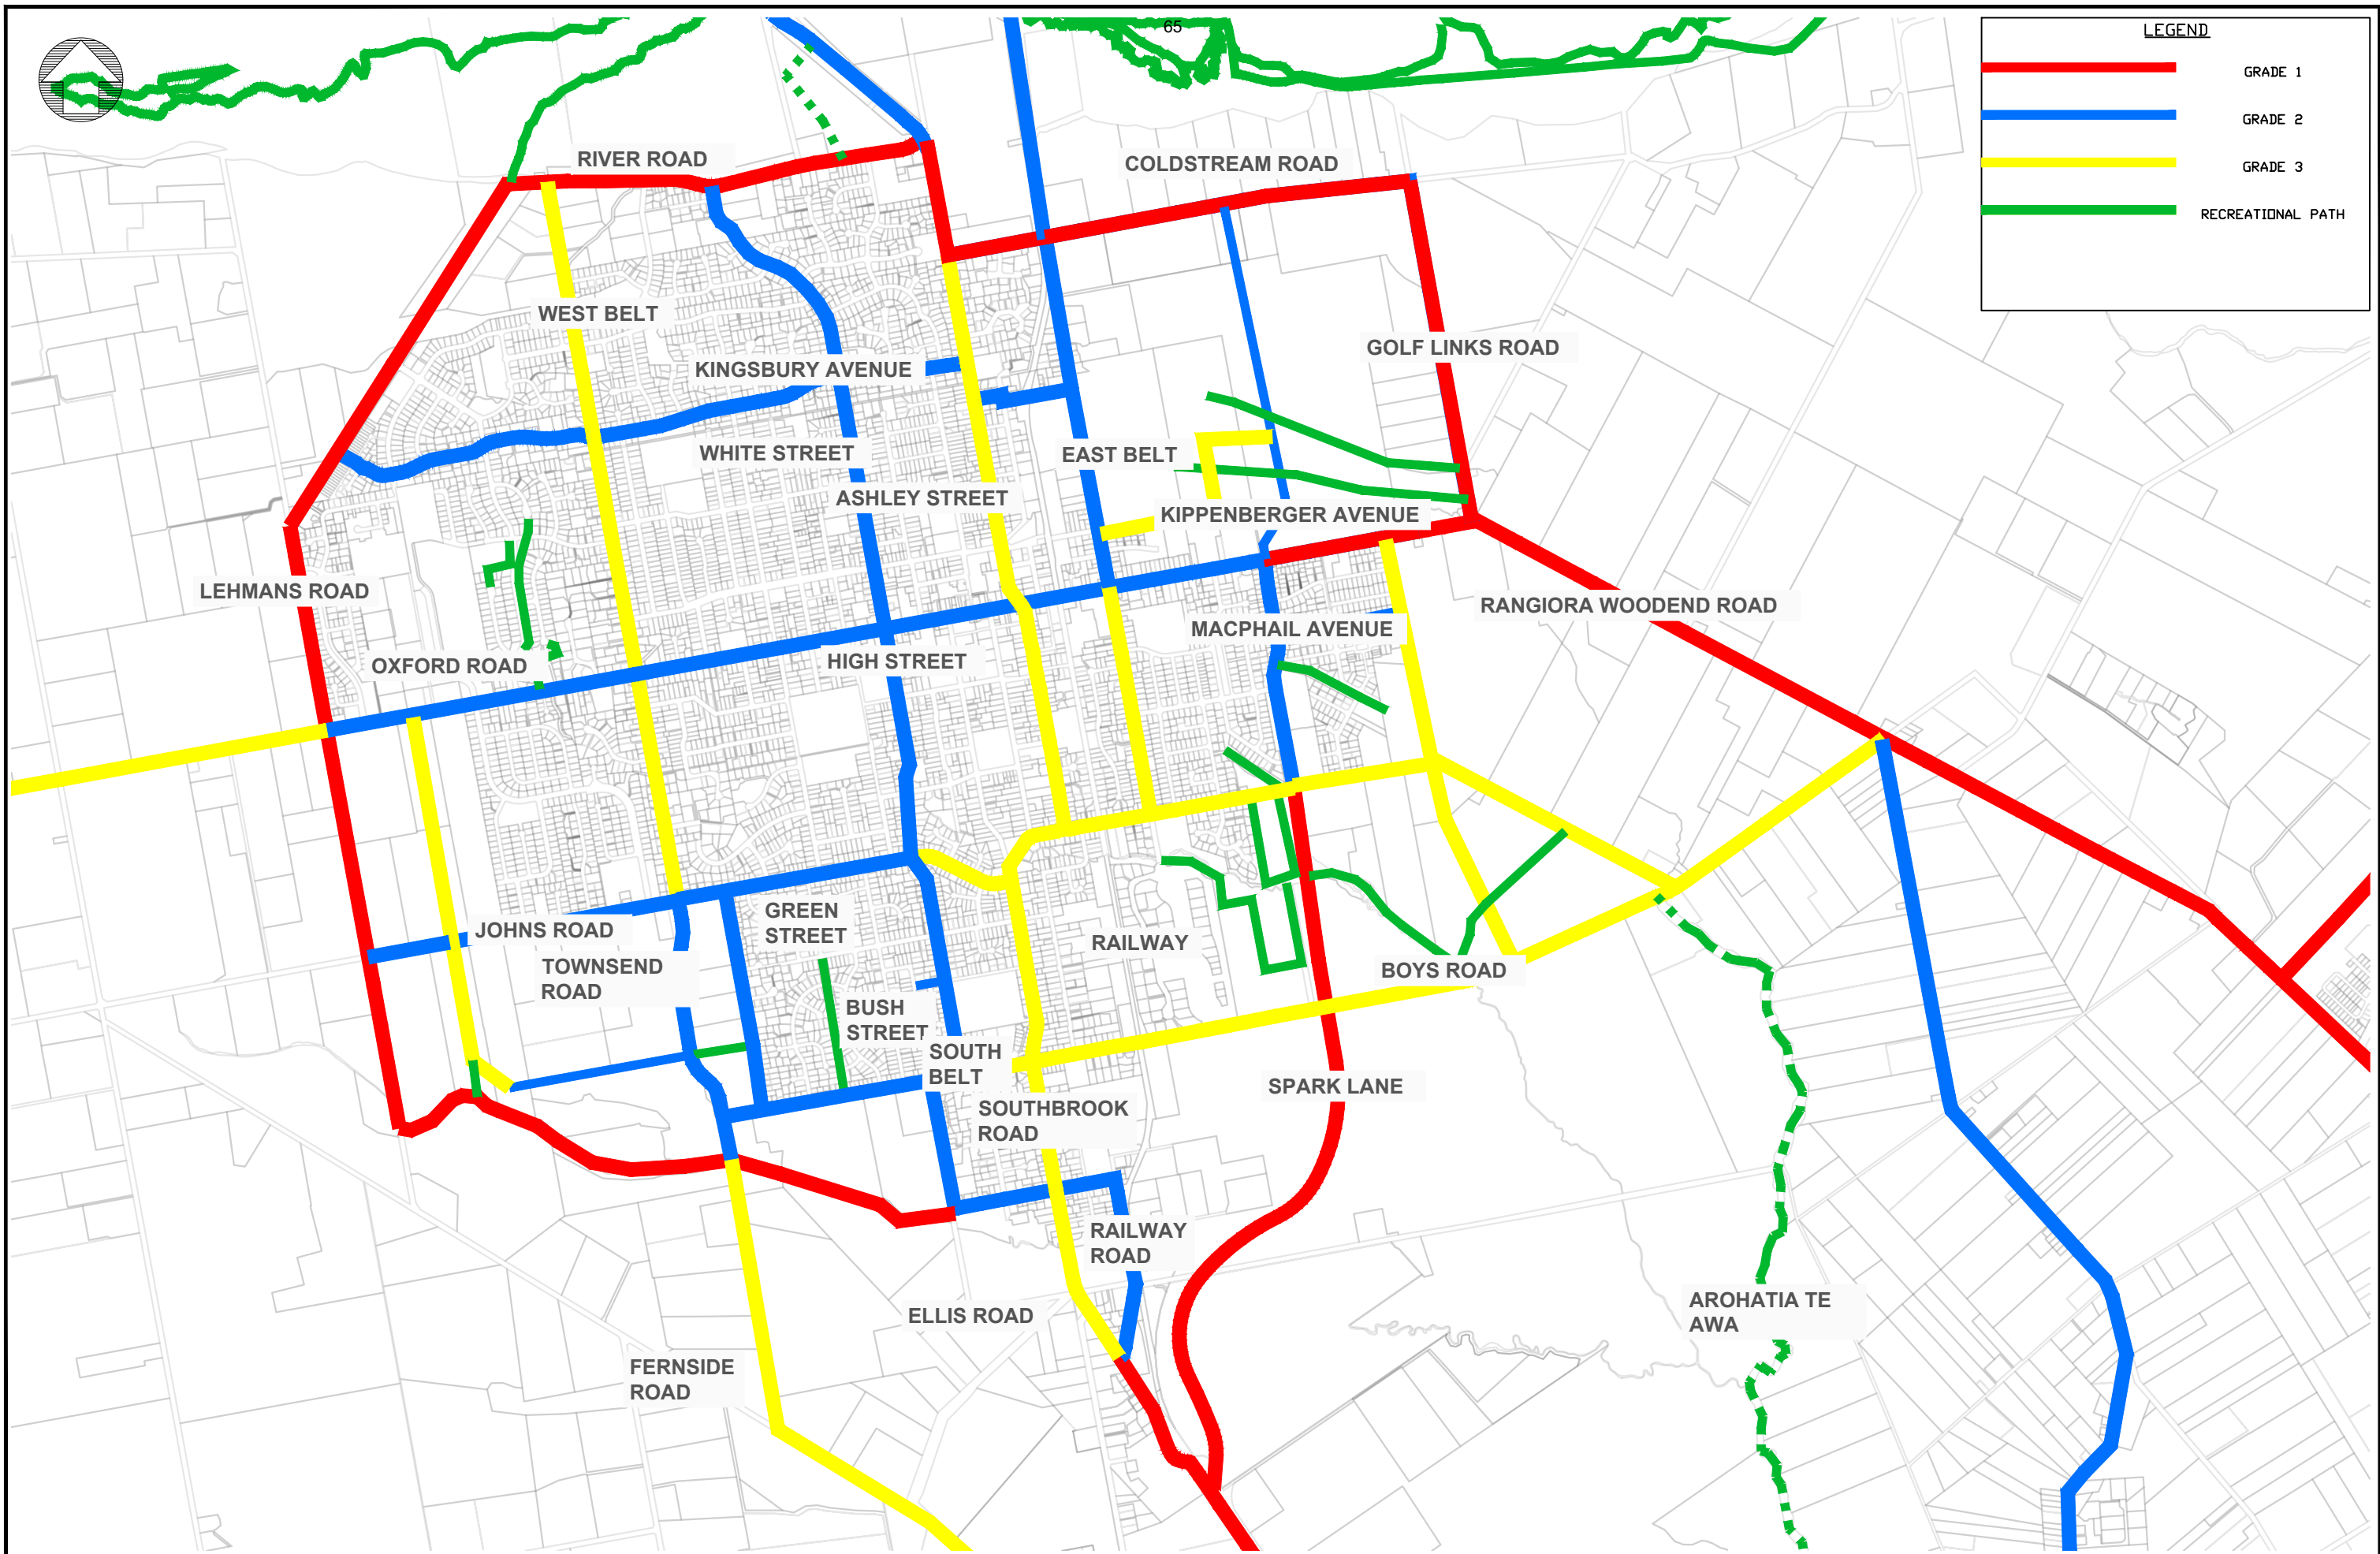 65
LEGEND
GRADE 1
GRADE 2
GRADE 3
RECREATIONAL PATH
RIVER ROAD
COLDSTREAM ROAD
WEST BELT
GOLF LINKS ROAD
KINGSBURY AVENUE
WHITE STREET
EAST BELT
ASHLEY STREET
KIPPENBERGER AVENUE
LEHMANS ROAD
RANGIORA WOODEND ROAD
MACPHAIL AVENUE
OXFORD ROAD
HIGH STREET
GREEN
STREET
JOHNS ROAD
RAILWAY
TOWNSEND
ROAD
BOYS ROAD
BUSH
STREET
SOUTH
BELT
SPARK LANE
SOUTHBROOK
ROAD
RAILWAY
ROAD
AROHATIA TE
AWA
ELLIS ROAD
FERNSIDE
ROAD